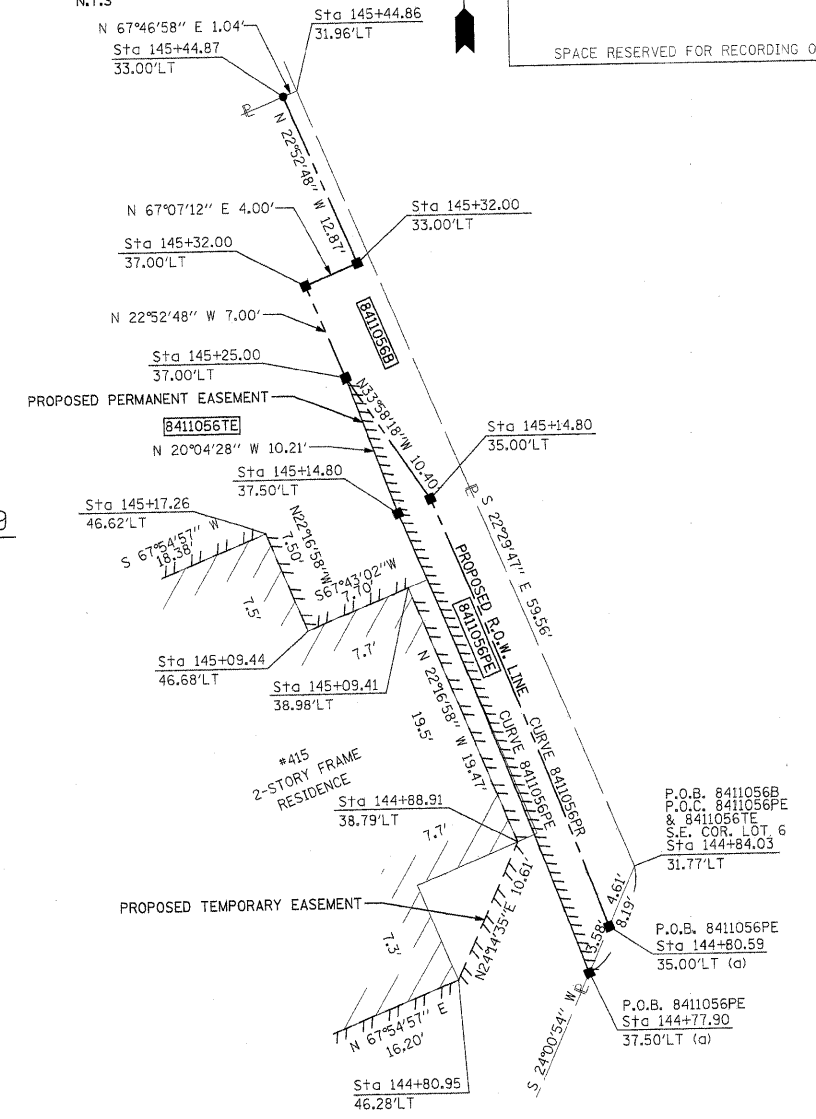 N.T.S
N 67°46'58" E 1.04'
Sta 145+44.86
31.96'LT
Sta 145+44.87
33.00'LT
SPACE RESERVED FOR RECORDING O
P
L
N 22°52'48" W 12.87'
N 67°07'12" E 4.00'
Sta 145+32.00
33.00'LT
Sta 145+32.00
37.00'LT
N 22°52'48" W 7.00'
8411056B
Sta 145+25.00
37.00'LT
PROPOSED PERMANENT EASEMENT
N33°58'18"W 10.40'
8411056TE
N 20°04'28" W 10.21'
Sta 145+14.80
35.00'LT
Sta 145+14.80
37.50'LT
Sta 145+17.26
46.62'LT
9
P
L
S 22°29'47" E 59.56'
S 67°54'57" W
18.38'
N22°16'58"W
7.50'
S67°43'02"W
7.70'
7.5'
PROPOSED R.O.W. LINE
8411056PE
Sta 145+09.44
46.68'LT
7.7'
Sta 145+09.41
38.98'LT
N 22°16'58" W 19.47'
19.5'
CURVE 8411056PE
CURVE 8411056PR
#415
2-STORY FRAME
RESIDENCE
Sta 144+88.91
38.79'LT
7.7'
P.O.B. 8411056B
P.O.C. 8411056PE
& 8411056TE
S.E. COR. LOT 6
Sta 144+84.03
31.77'LT
PROPOSED TEMPORARY EASEMENT
N24°14'35"E 10.61'
7.3'
4.61'
8.19'
3.58'
P.O.B. 8411056PE
Sta 144+80.59
35.00'LT (a)
P
L
S 24°00'54" W
P.O.B. 8411056PE
Sta 144+77.90
37.50'LT (a)
N 67°54'57" E
16.20'
Sta 144+80.95
46.28'LT